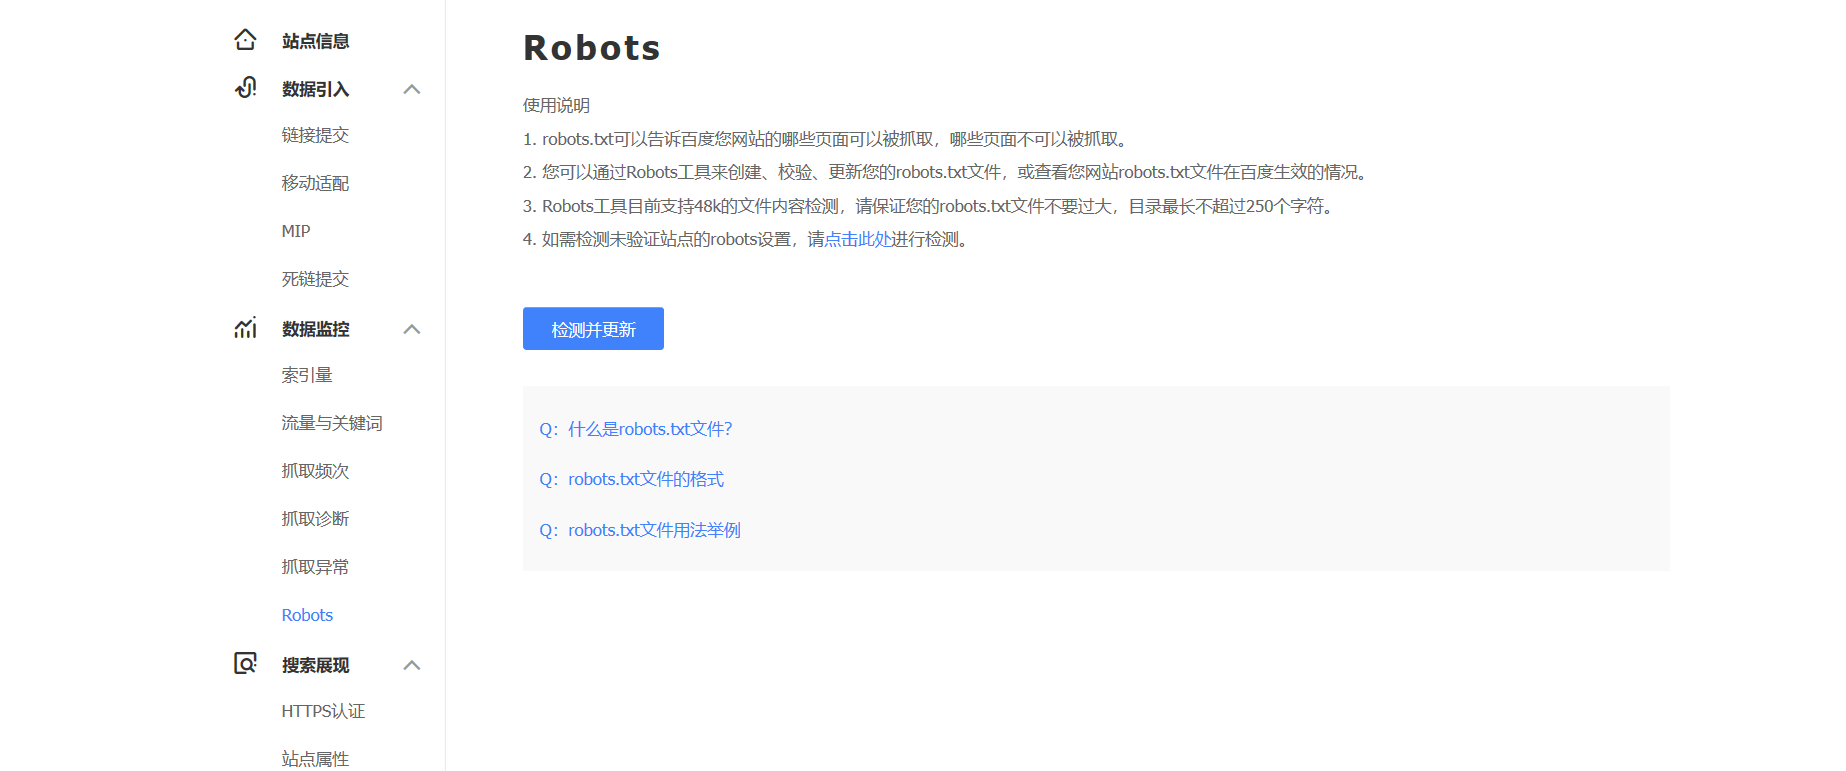 站点信息
数据引入
链接提交
移动适配
MIP
死链提交
数据监控
索引量
流量与关键词
抓取频次
抓取诊断
抓取异常
Robots
搜索展现
HTTPS认证
站点属性
Robots
使用说明
1. robots.txt可以告诉百度您网站的哪些页面可以被抓取，哪些页面不可以被抓取。
2. 您可以通过Robots工具来创建、校验、更新您的robots.txt文件，或查看您网站robots.txt文件在百度生效的情况。
3. Robots工具目前支持48k的文件内容检测，请保证您的robots.txt文件不要过大，目录最长不超过250个字符。
4. 如需检测未验证站点的robots设置，请点击此处进行检测。
检测并更新
Q：什么是robots.txt文件？
Q：robots.txt文件的格式
Q：robots.txt文件用法举例